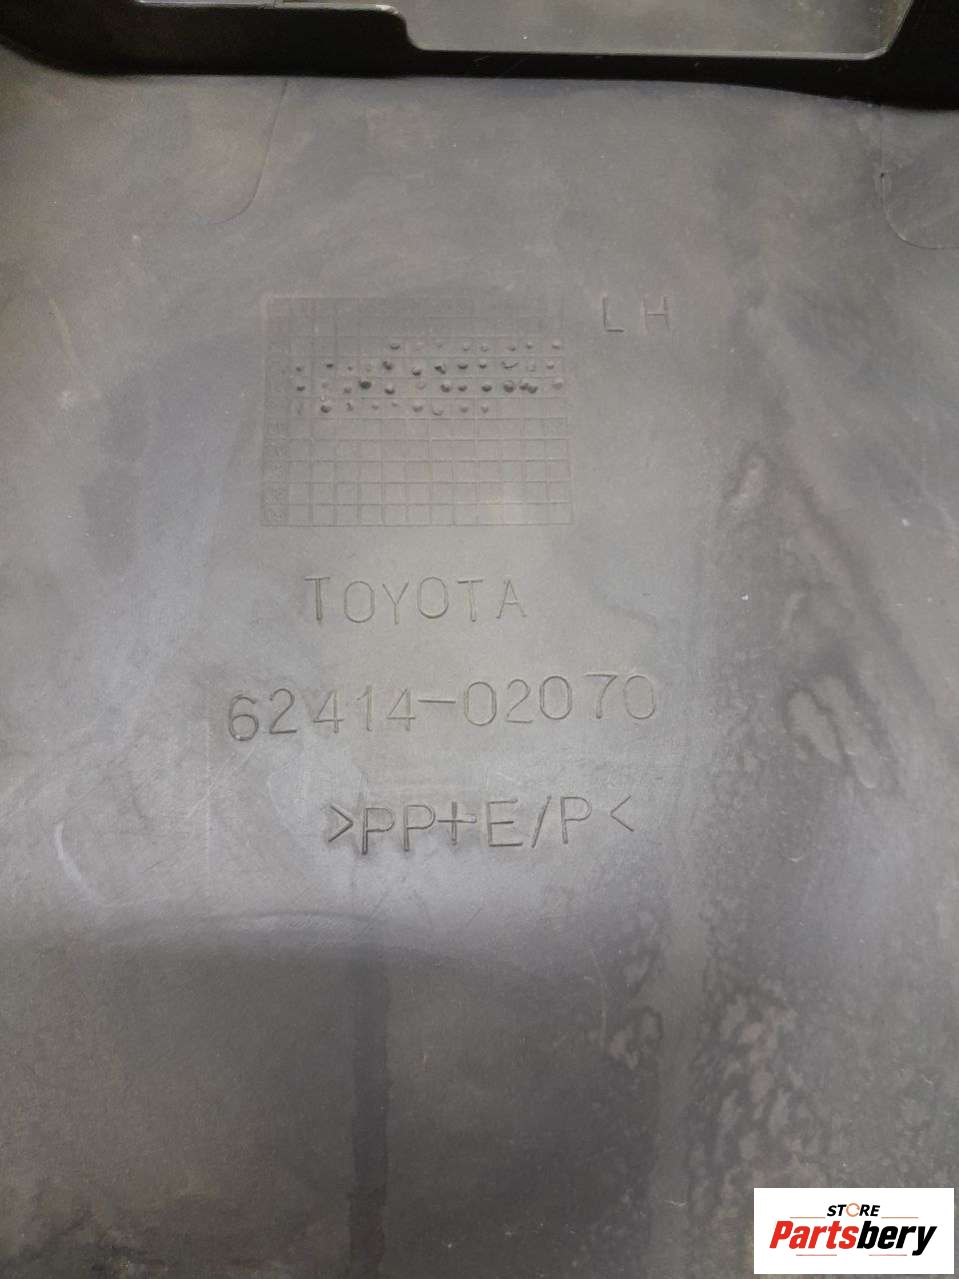 LH
TOYOTA
62414-02070
>PP+E/P<
STORE
Partsbery